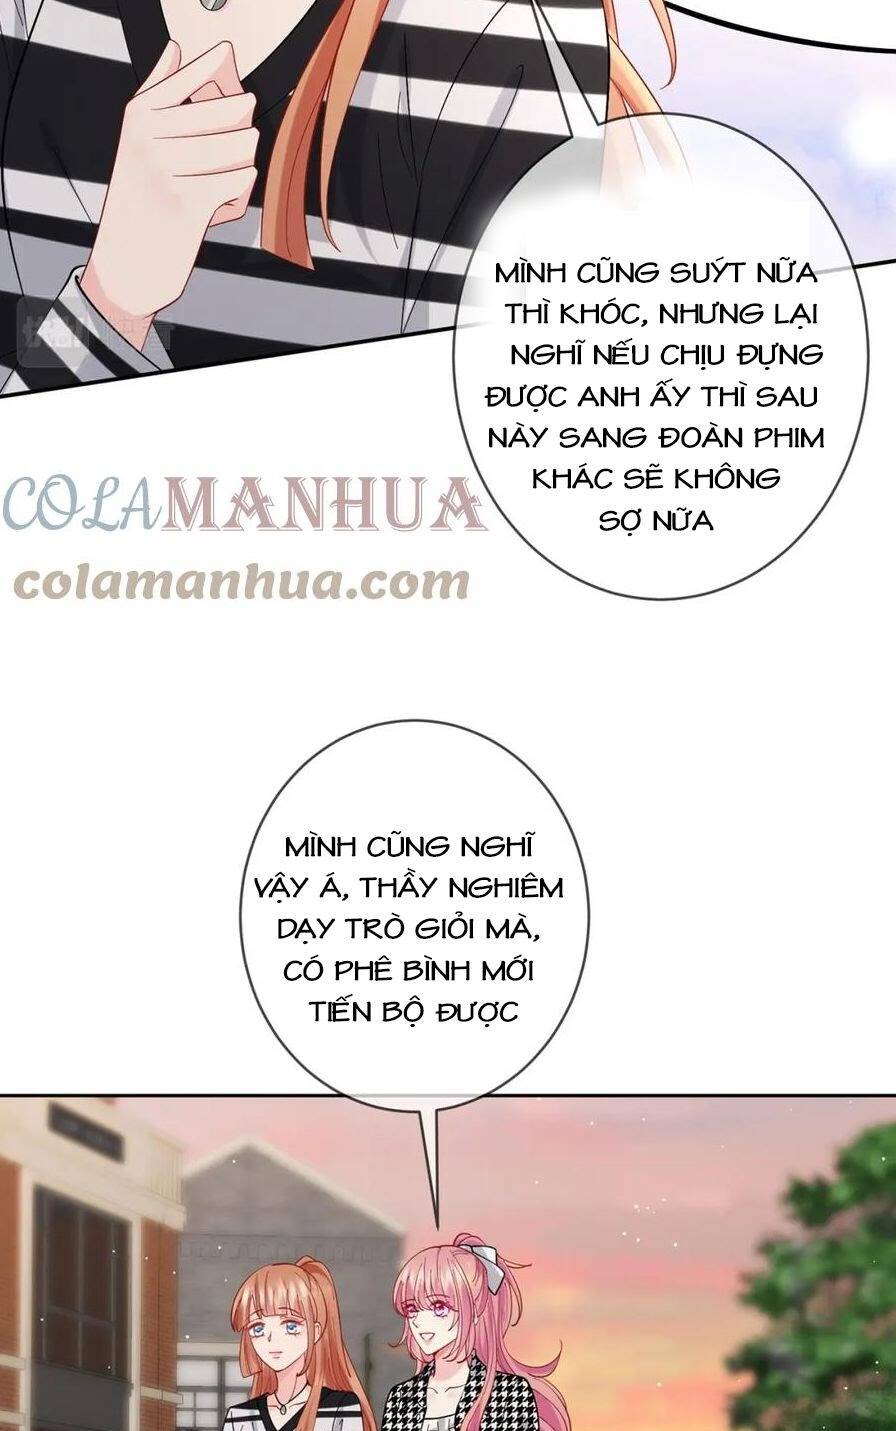 MÌNH CŨNG SUÝT NỮA
THÌ KHÓC, NHƯNG LẠI
NGHĨ NẾU CHỊU ĐỰNG
ĐƯỢC ANH ẤY THÌ SAU
NÀY SANG ĐOÀN PHIM
KHÁC SẼ KHÔNG
SỢ NỮA
COLAMANHUA
colamanhua.com
MÌNH CŨNG NGHĨ
VẬY Á, THẦY NGHIÊM
DẠY TRÒ GIỎI MÀ,
CÓ PHÊ BÌNH MỚI
TIẾN BỘ ĐƯỢC